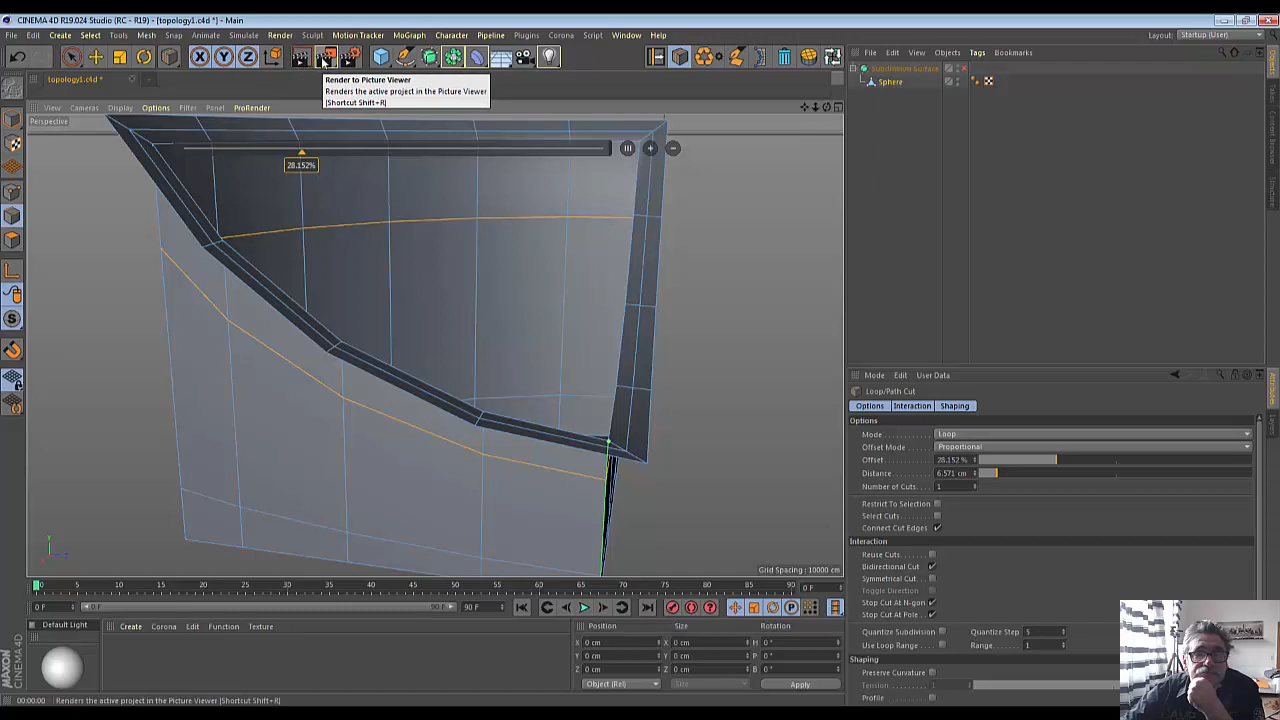 CINEMA 4D R19.024 Studio (RC - R19) - [topology1.c4d *] - Main
File Edit Create Select Tools Mesh Snap Animate Simulate Render Sculpt Motion Tracker MoGraph Character Pipeline Plugins Corona Script Window Help
Layout: Startup (User)
X Y Z
File Edit View Objects Tags Bookmarks
Subdivision Surface
Sphere
topology1.c4d *
Render to Picture Viewer
Renders the active project in the Picture Viewer
[Shortcut Shift+R]
View Cameras Display Options Filter Panel ProRender
Perspective
28.152%
Grid Spacing : 10000 cm
Mode Edit User Data
Loop/Path Cut
Options Interaction Shaping
Options
Mode Loop
Offset Mode Proportional
Offset 28.152 %
Distance 6.571 cm
Number of Cuts 1
Restrict To Selection
Select Cuts
Connect Cut Edges
Interaction
Reuse Cuts
Bidirectional Cut
Symmetrical Cut
Toggle Direction
Stop Cut At N-gon
Stop Cut At Pole
Quantize Subdivision Quantize Step 5
Use Loop Range Range 1
Shaping
Preserve Curvature
Tension 1
Profile
Objects
Takes
Content Browser
Structure
Attributes
0 5 10 15 20 25 30 35 40 45 50 55 60 65 70 75 80 85 90 0 F
0 F 0 F 90 F 90 F
P
Default Light
Create Corona Edit Function Texture
Position Size Rotation
X 0 cm X 0 cm H 0 °
Y 0 cm Y 0 cm P 0 °
Z 0 cm Z 0 cm B 0 °
Object (Rel) Size Apply
MAXON CINEMA 4D
00:00:00 Renders the active project in the Picture Viewer [Shortcut Shift+R]